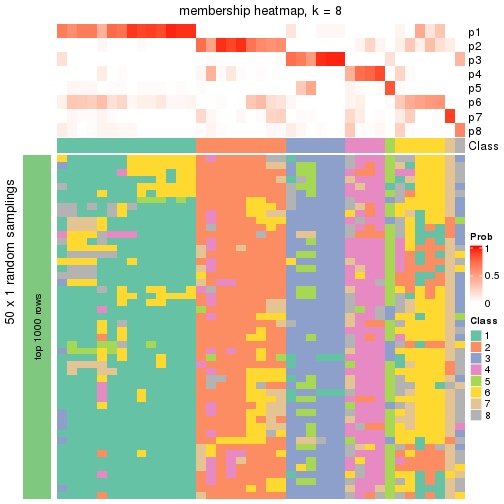 membership heatmap, k = 8
p1
p2
p3
p4
p5
p6
p7
p8
Class
50 x 1 random samplings
top 1000 rows
Prob
1
0.5
0
Class
1
2
3
4
5
6
7
8